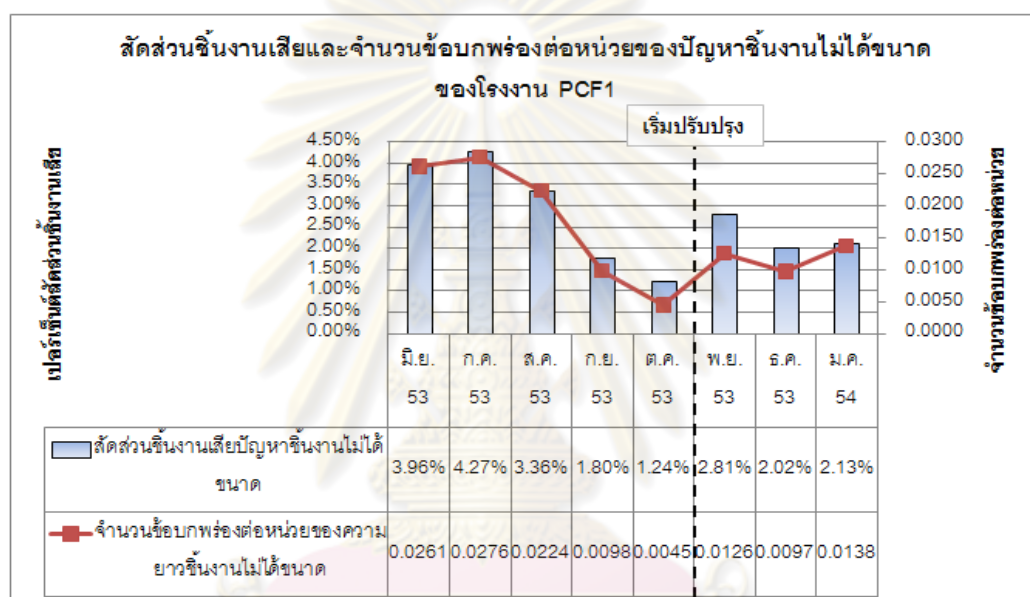 สัดส่วนชิ้นงานเสียและจำนวนข้อบกพร่องต่อหน่วยของปัญหาชิ้นงานไม่ได้ขนาด
ของโรงงาน PCF1
เริ่มปรับปรุง
เปอร์เซ็นต์สัดส่วนชิ้นงานเสีย
4.50%
4.00%
3.50%
3.00%
2.50%
2.00%
1.50%
1.00%
0.50%
0.00%
0.0300
0.0250
0.0200
0.0150
0.0100
0.0050
0.0000
จำนวนข้อบกพร่องต่อหน่วย
มิ.ย. ก.ค. ส.ค. ก.ย. ต.ค. พ.ย. ธ.ค. ม.ค.
53 53 53 53 53 53 53 54
สัดส่วนชิ้นงานเสียปัญหาชิ้นงานไม่ได้
ขนาด
3.96% 4.27% 3.36% 1.80% 1.24% 2.81% 2.02% 2.13%
จำนวนข้อบกพร่องต่อหน่วยของความ
ยาวชิ้นงานไม่ได้ขนาด
0.0261 0.0276 0.0224 0.0098 0.0045 0.0126 0.0097 0.0138